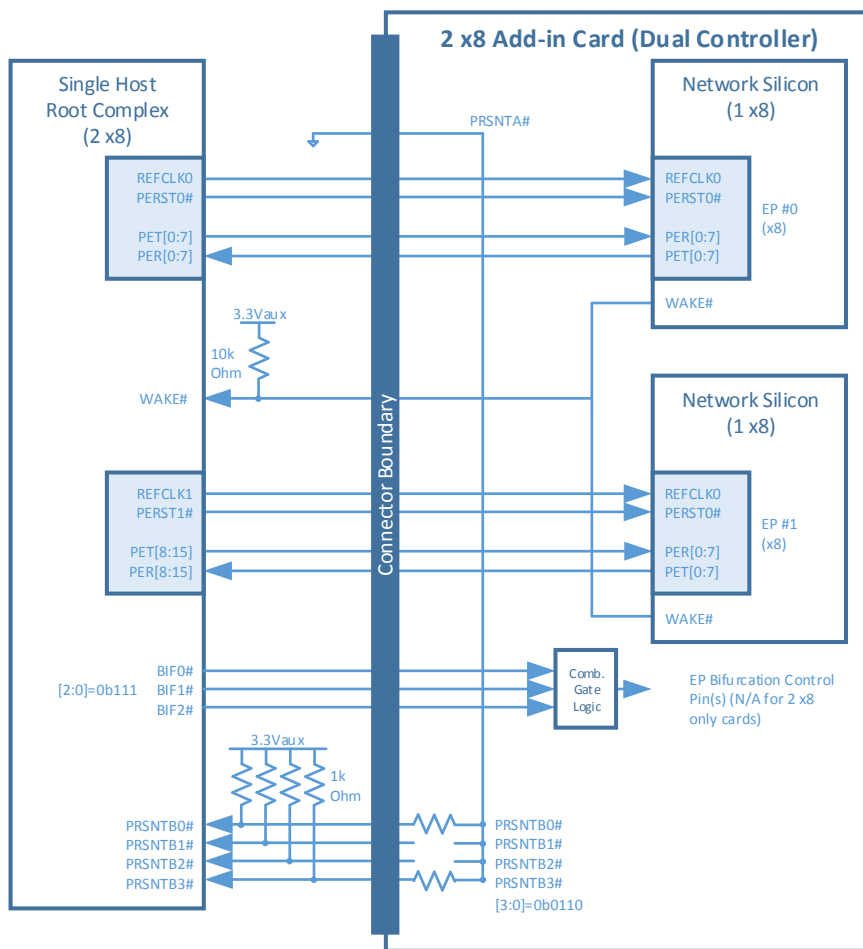 2 x8 Add-in Card (Dual Controller)
Single Host
Root Complex
(2 x8)
REFCLK0
PERST0#
PET[0:7]
PER[0:7]
3.3Vaux
10k
Ohm
WAKE#
REFCLK1
PERST1#
PET[8:15]
PER[8:15]
BIF0#
[2:0]=0b111
BIF1#
BIF2#
3.3Vaux
1k
Ohm
PRSNTB0#
PRSNTB1#
PRSNTB2#
PRSNTB3#
Connector Boundary
PRSNTA#
Network Silicon
(1 x8)
REFCLK0
PERST0#
PER[0:7]
PET[0:7]
EP #0
(x8)
WAKE#
Network Silicon
(1 x8)
REFCLK0
PERST0#
PER[0:7]
PET[0:7]
EP #1
(x8)
WAKE#
Comb.
Gate
Logic
EP Bifurcation Control
Pin(s) (N/A for 2 x8
only cards)
PRSNTB0#
PRSNTB1#
PRSNTB2#
PRSNTB3#
[3:0]=0b0110